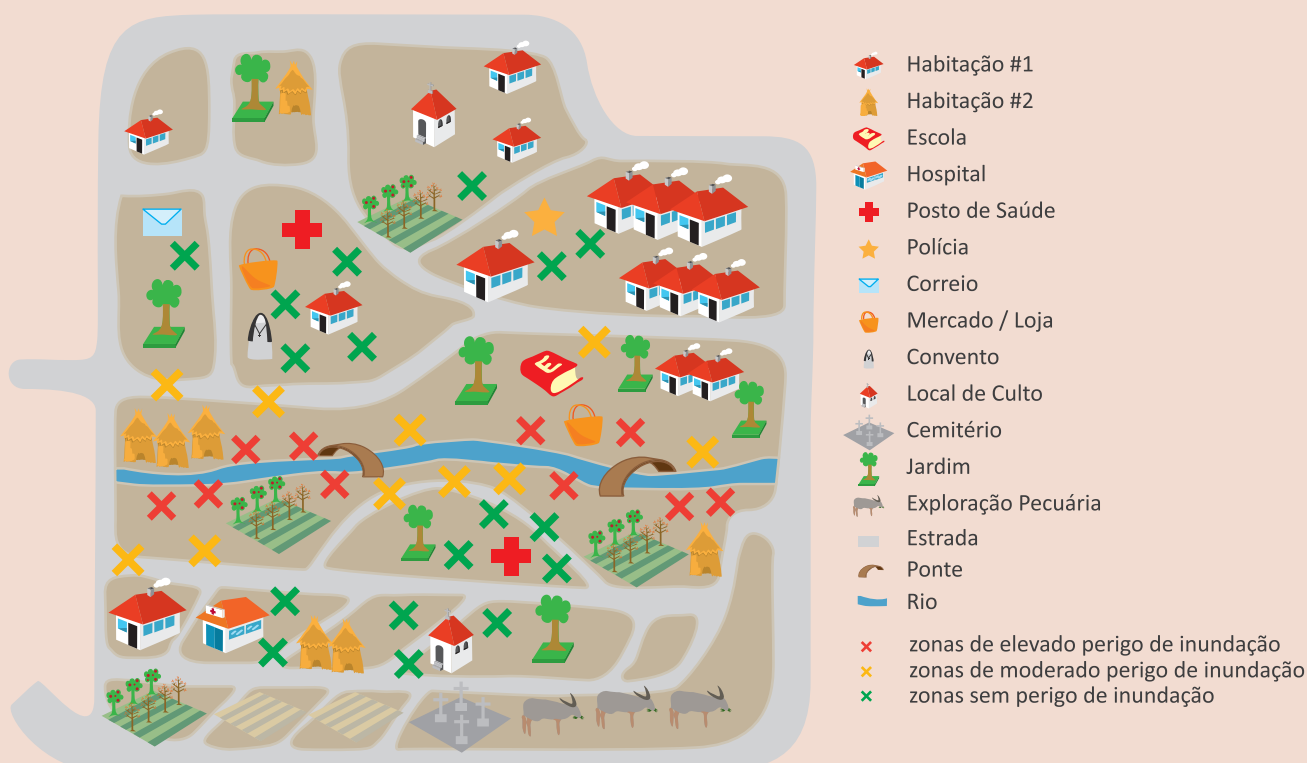 Habitação #1
Habitação #2
Escola
Hospital
Posto de Saúde
Polícia
Correio
Mercado / Loja
Convento
Local de Culto
Cemitério
Jardim
Exploração Pecuária
Estrada
Ponte
Rio
zonas de elevado perigo de inundação
zonas de moderado perigo de inundação
zonas sem perigo de inundação